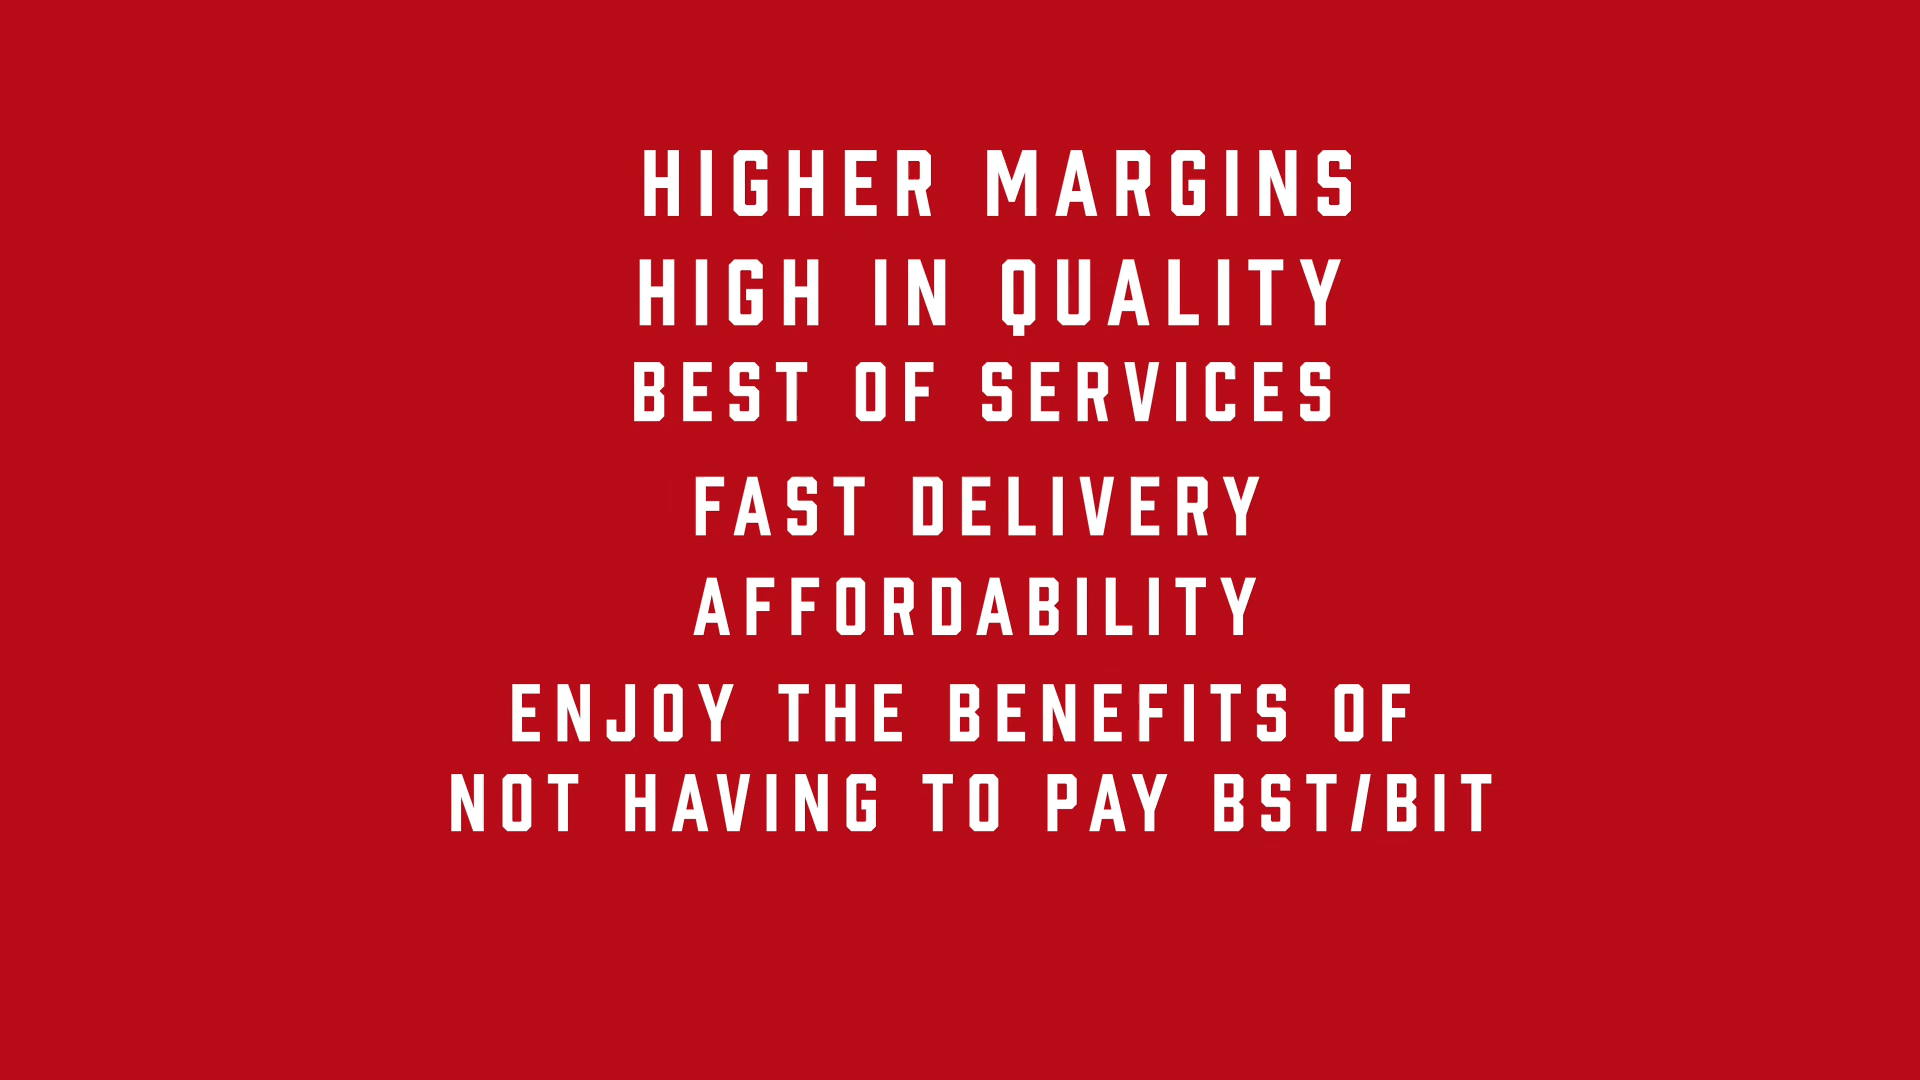 HIGHER MARGINS
HIGH IN QUALITY
BEST OF SERVICES
FAST DELIVERY
AFFORDABILITY
ENJOY THE BENEFITS OF
NOT HAVING TO PAY BST/BIT